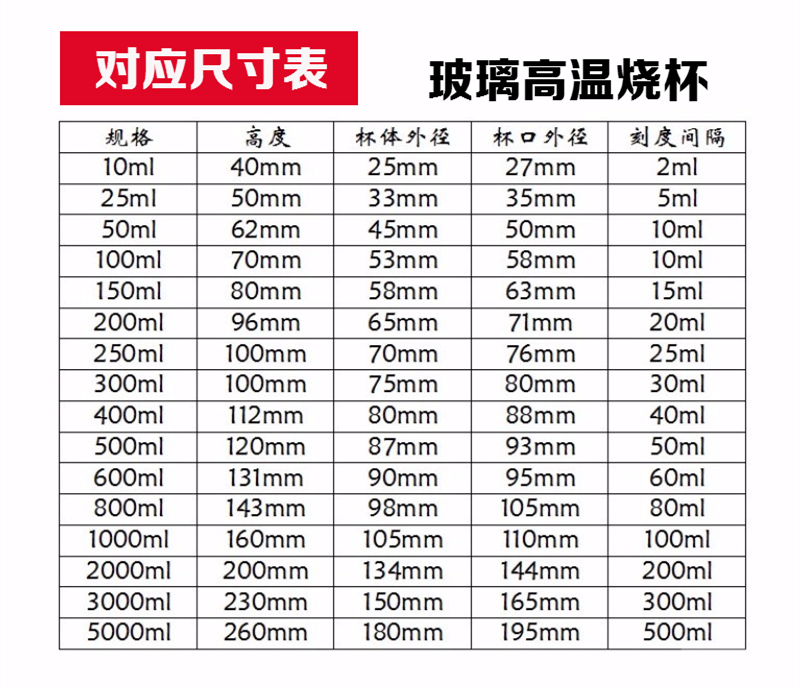 对应尺寸表
玻璃高温烧杯
规格 高度 杯体外径 杯口外径 刻度间隔
10ml 40mm 25mm 27mm 2ml
25ml 50mm 33mm 35mm 5ml
50ml 62mm 45mm 50mm 10ml
100ml 70mm 53mm 58mm 10ml
150ml 80mm 58mm 63mm 15ml
200ml 96mm 65mm 71mm 20ml
250ml 100mm 70mm 76mm 25ml
300ml 100mm 75mm 80mm 30ml
400ml 112mm 80mm 88mm 40ml
500ml 120mm 87mm 93mm 50ml
600ml 131mm 90mm 95mm 60ml
800ml 143mm 98mm 105mm 80ml
1000ml 160mm 105mm 110mm 100ml
2000ml 200mm 134mm 144mm 200ml
3000ml 230mm 150mm 165mm 300ml
5000ml 260mm 180mm 195mm 500ml